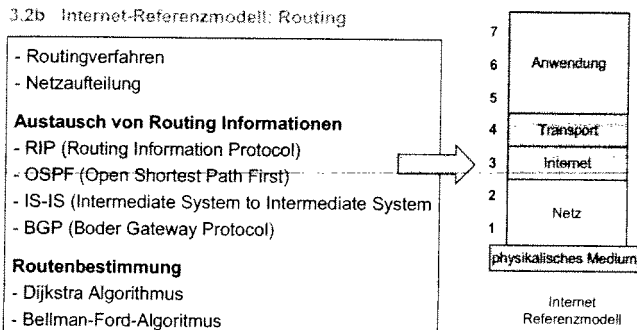 3.2b Internet-Referenzmodell: Routing
- Routingverfahren
- Netzaufteilung
Austausch von Routing Informationen
- RIP (Routing Information Protocol)
- OSPF (Open Shortest Path First)
- IS-IS (Intermediate System to Intermediate System
- BGP (Boder Gateway Protocol)
Routenbestimmung
- Dijkstra Algorithmus
- Bellman-Ford-Algoritmus
7
6 Anwendung
5
4 Transport
3 Internet
2
Netz
1
physikalisches Medium
Internet
Referenzmodell